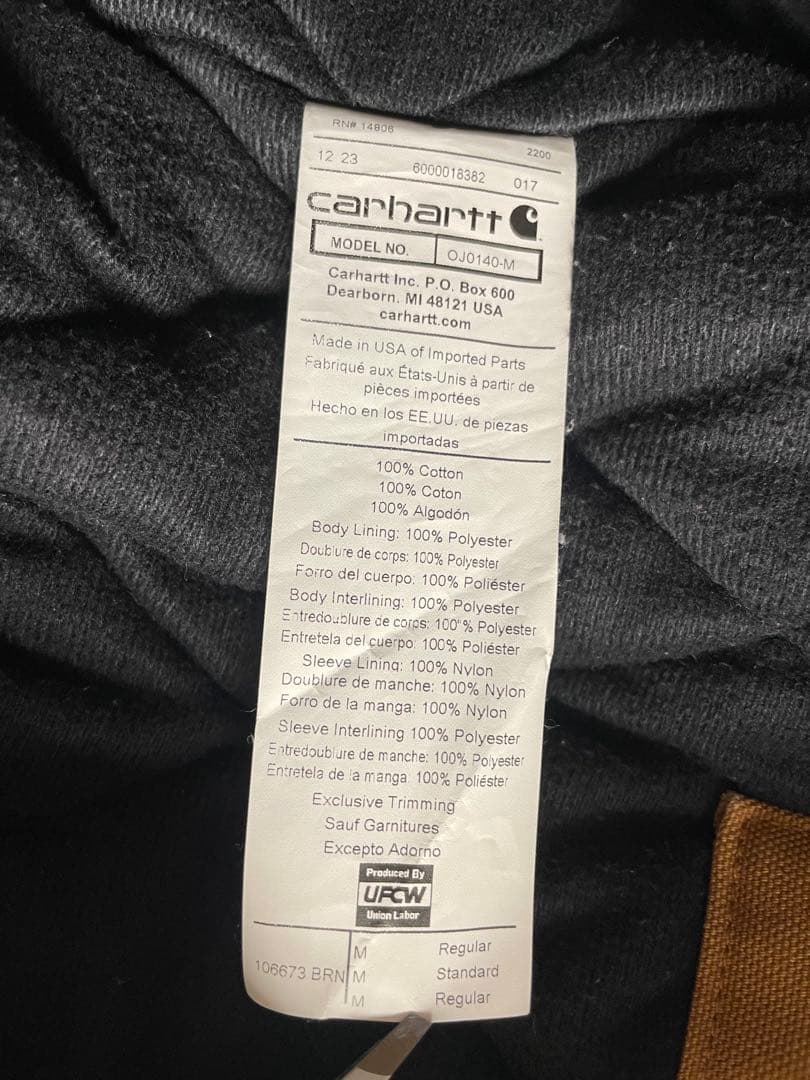 RN# 14806
2200
12 23 6000018382 017
carhartt
MODEL NO. OJ0140-M
Carhartt Inc. P.O. Box 600
Dearborn. MI 48121 USA
carhartt.com
Made in USA of Imported Parts
Fabriqué aux États-Unis à partir de
pièces importées
Hecho en los EE.UU. de piezas
importadas
100% Cotton
100% Coton
100% Algodón
Body Lining: 100% Polyester
Doublure de corps: 100% Polyester
Forro del cuerpo: 100% Poliéster
Body Interlining: 100% Polyester
Entredoublure de corps: 100% Polyester
Entretela del cuerpo: 100% Poliéster
Sleeve Lining: 100% Nylon
Doublure de manche: 100% Nylon
Forro de la manga: 100% Nylon
Sleeve Interlining 100% Polyester
Entredoublure de manche: 100% Polyester
Entretela de la manga 100% Poliéster
Exclusive Trimming
Sauf Garnitures
Excepto Adorno
Produced By
UFCW
Union Labor
M Regular
106673 BRN M Standard
M Regular